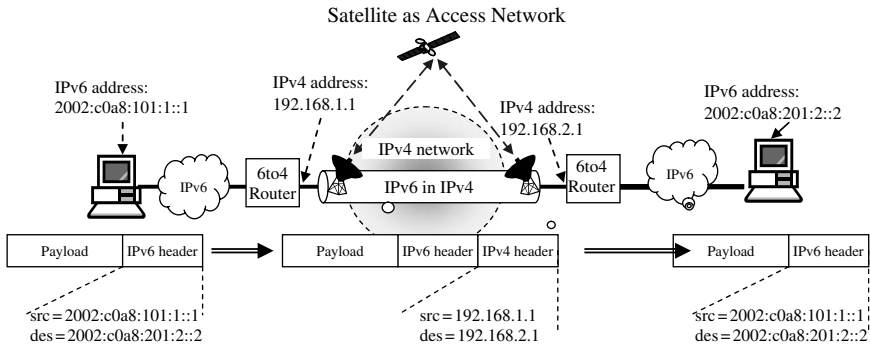 Satellite as Access Network
IPv6 address:
2002:c0a8:101:1::1
IPv4 address:
192.168.1.1
IPv4 address:
192.168.2.1
IPv6 address:
2002:c0a8:201:2::2
IPv4 network
IPv6
6to4
Router
IPv6 in IPv4
6to4
Router
IPv6
Payload
IPv6 header
Payload
IPv6 header
IPv4 header
Payload
IPv6 header
src = 2002:c0a8:101:1::1
des = 2002:c0a8:201:2::2
src = 192.168.1.1
des = 192.168.2.1
src = 2002:c0a8:101:1::1
des = 2002:c0a8:201:2::2